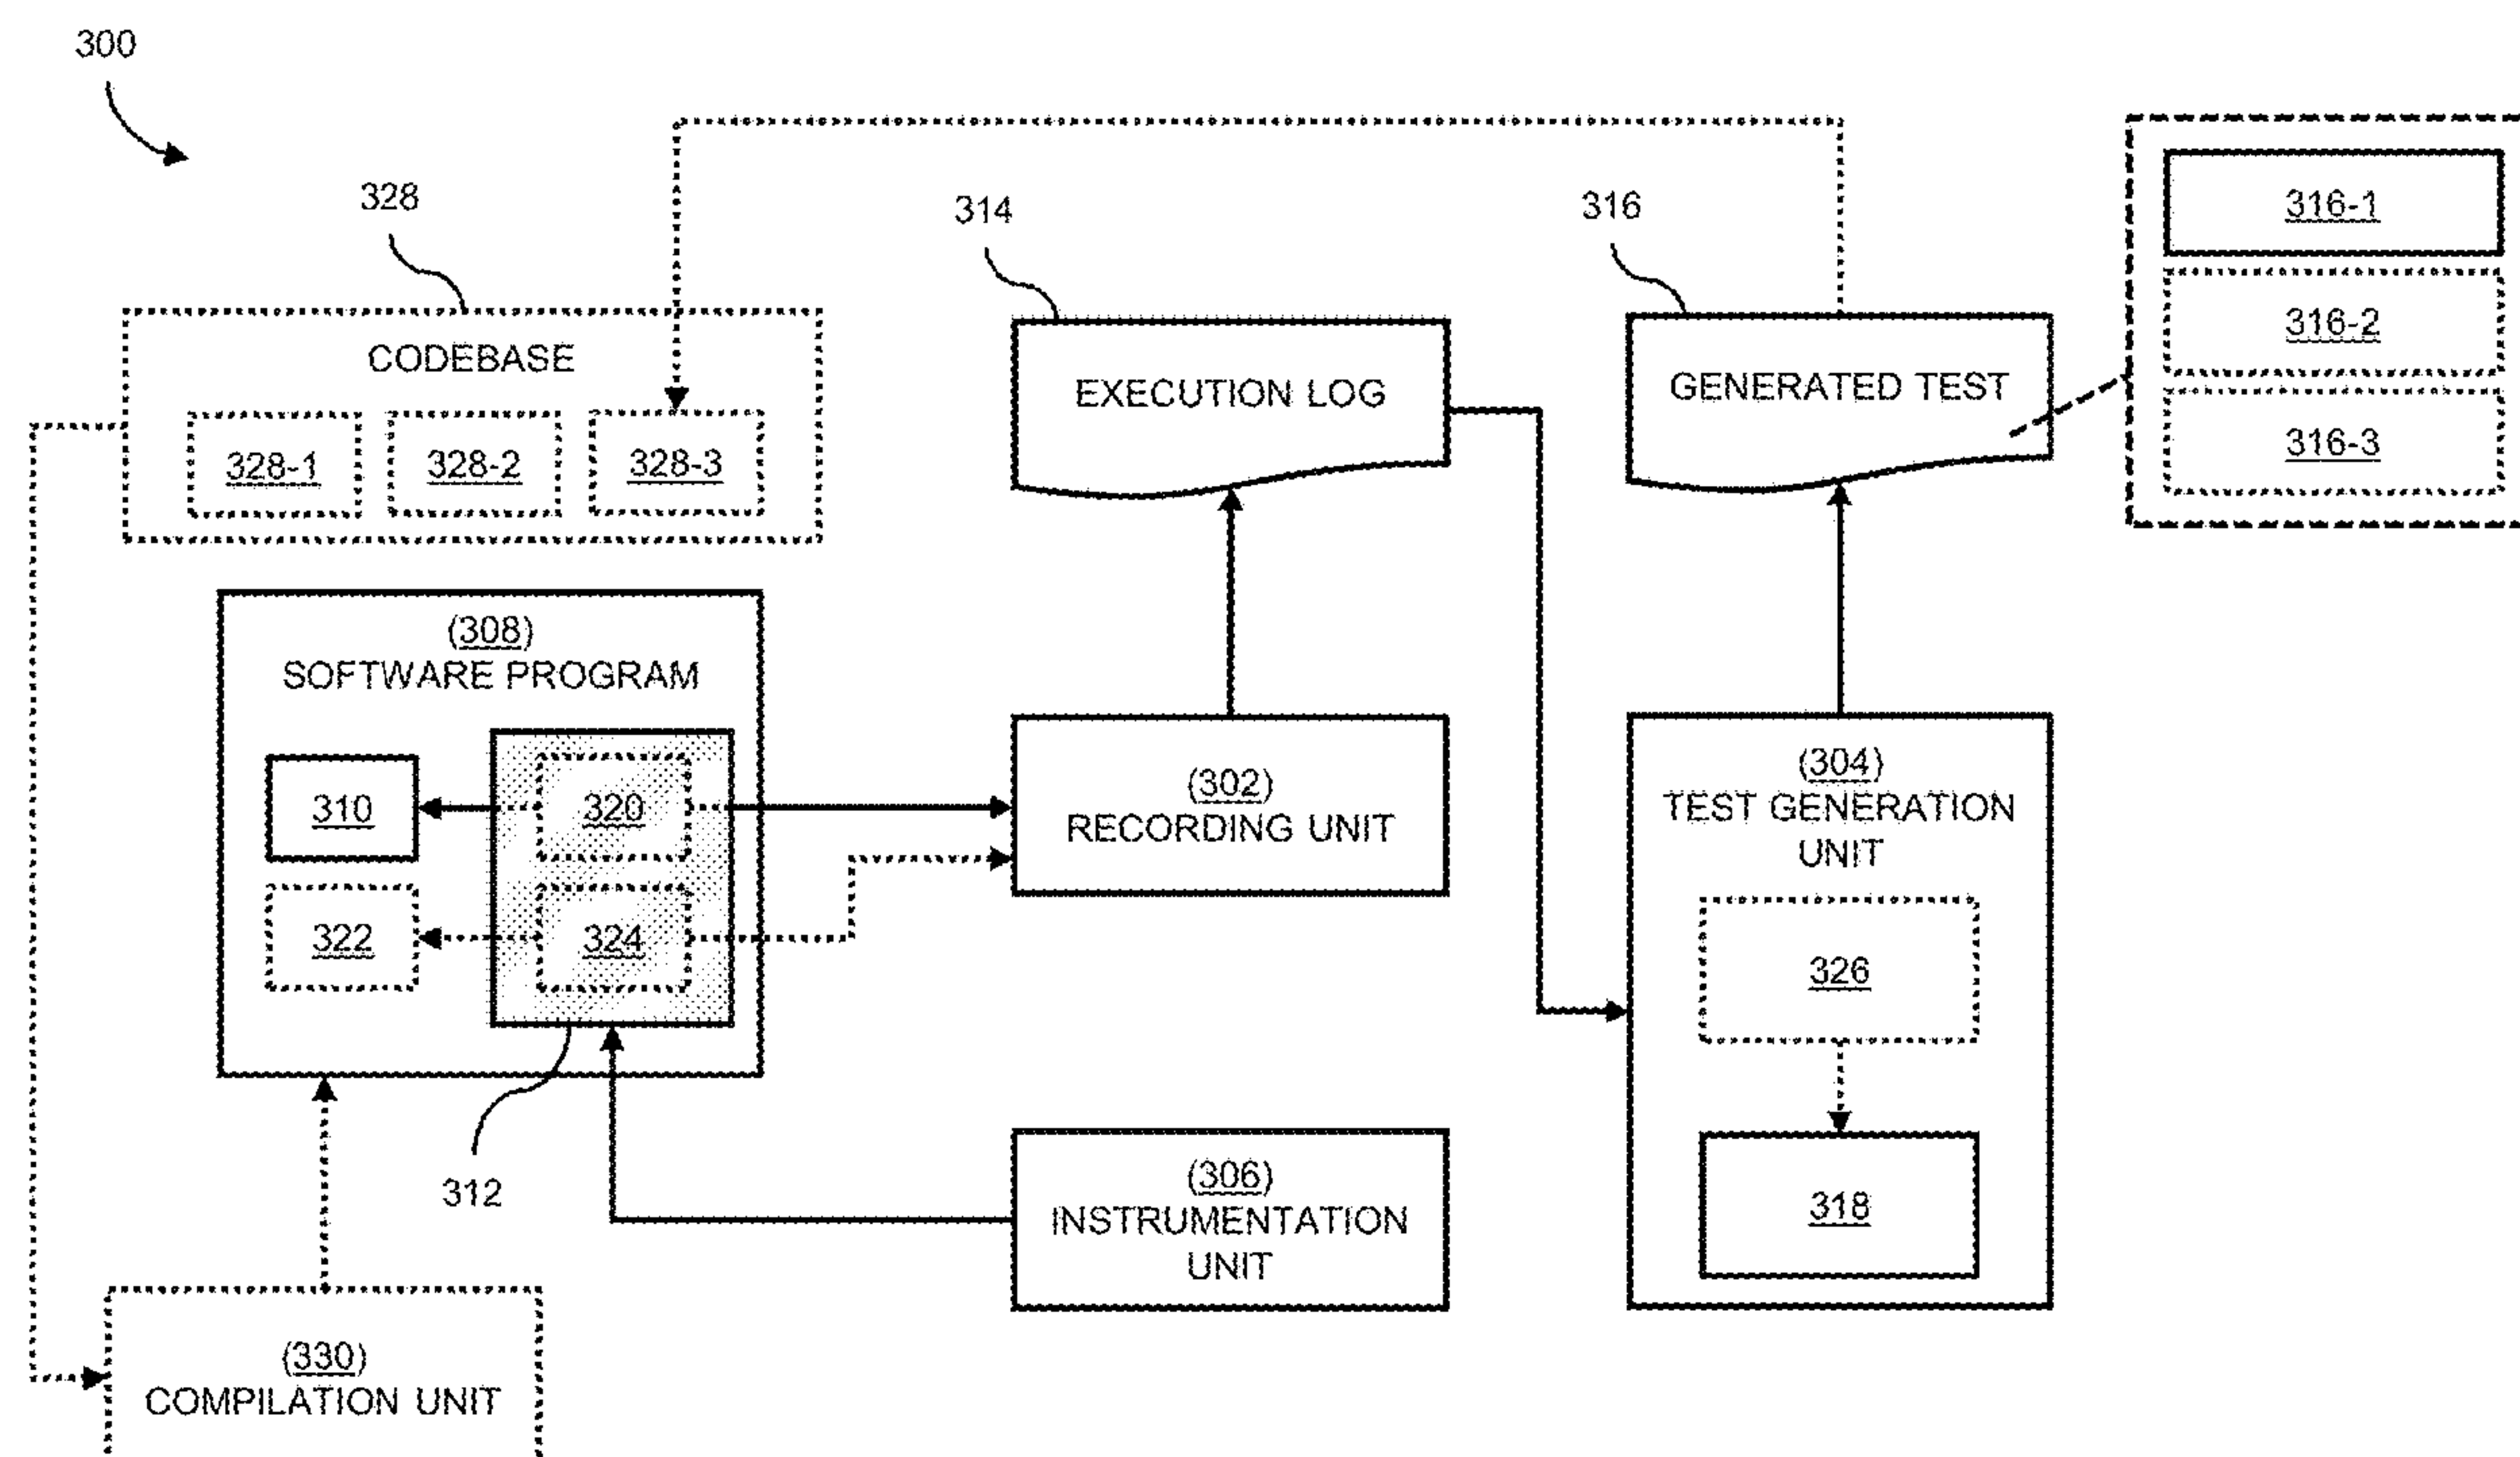 300
328
314
316
316-1
316-2
316-3
CODEBASE
328-1
328-2
328-3
EXECUTION LOG
GENERATED TEST
(308)
SOFTWARE PROGRAM
310
320
322
324
312
(302)
RECORDING UNIT
(304)
TEST GENERATION
UNIT
326
318
(306)
INSTRUMENTATION
UNIT
(330)
COMPILATION UNIT